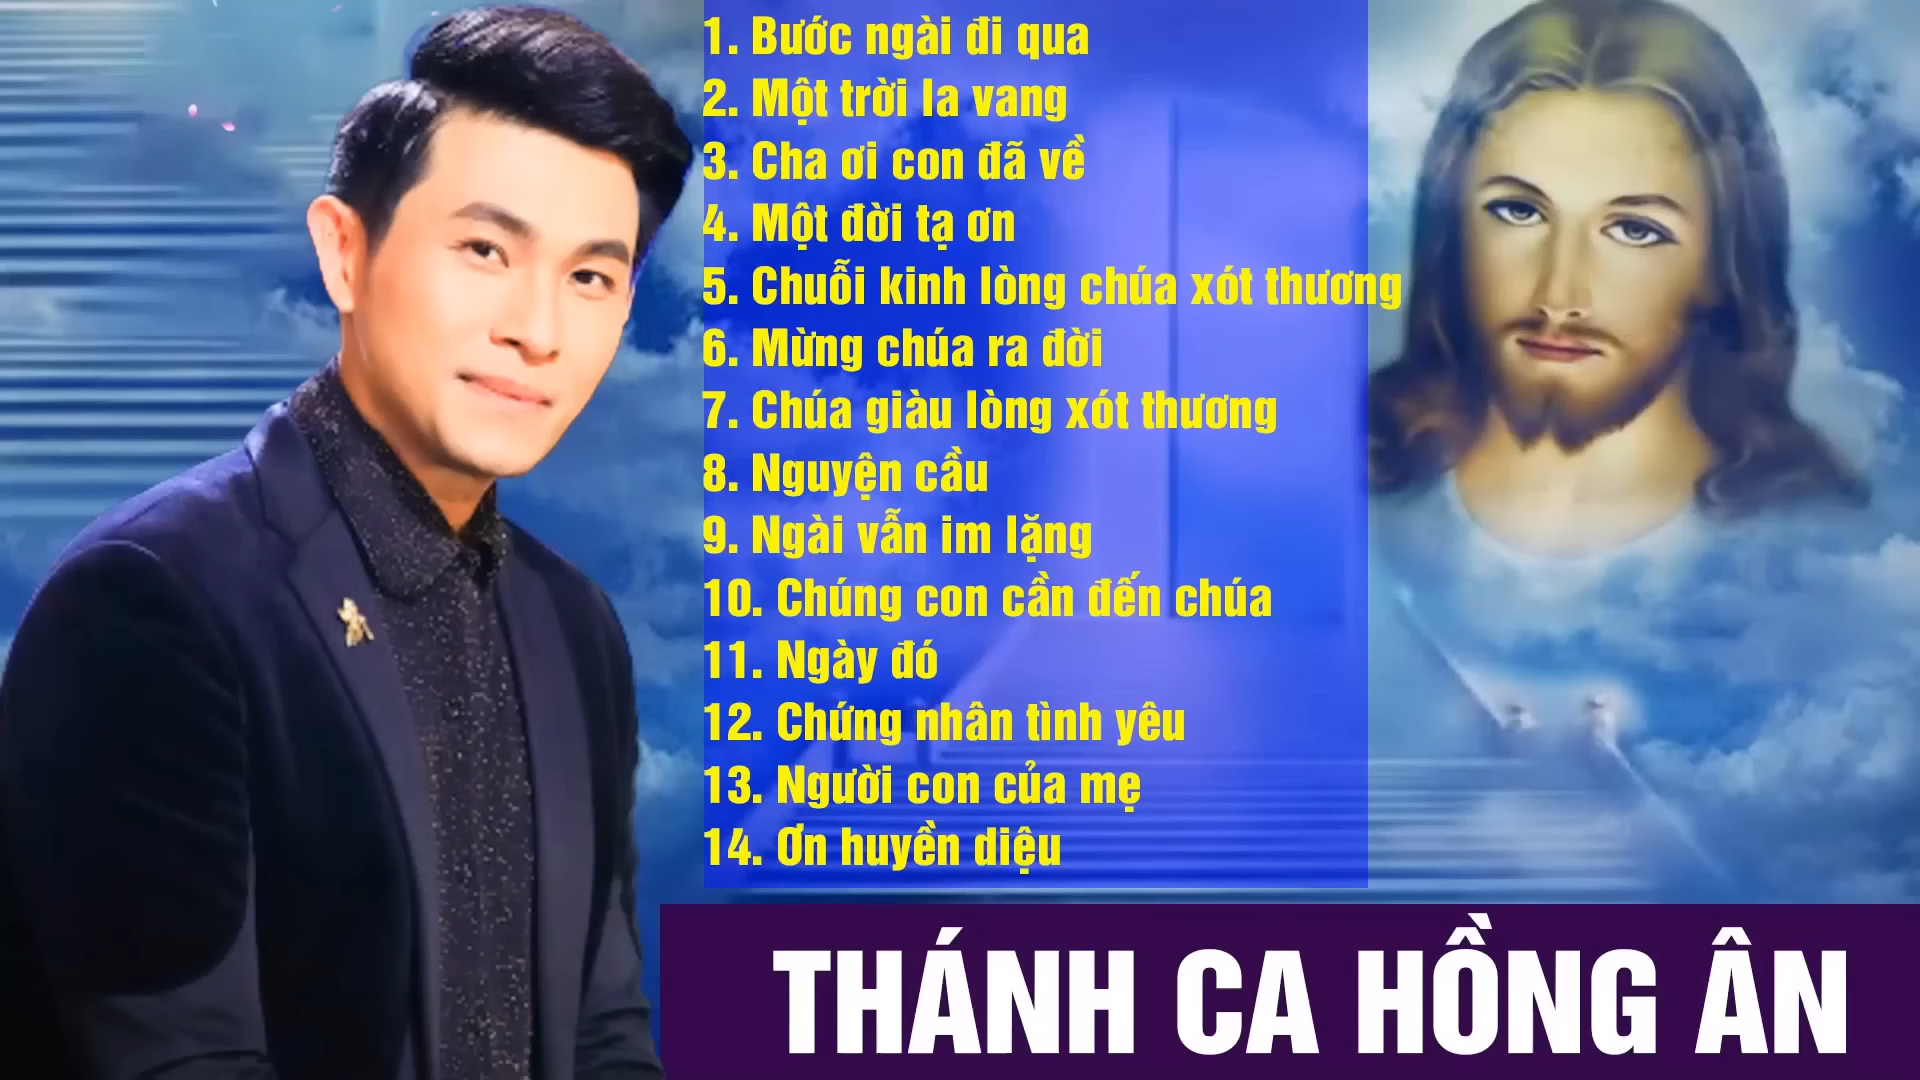 1. Bước ngài đi qua
2. Một trời la vang
3. Cha ơi con đã về
4. Một đời tạ ơn
5. Chuỗi kinh lòng chúa xót thương
6. Mừng chúa ra đời
7. Chúa giàu lòng xót thương
8. Nguyện cầu
9. Ngài vẫn im lặng
10. Chúng con cần đến chúa
11. Ngày đó
12. Chứng nhân tình yêu
13. Người con của mẹ
14. Ơn huyền diệu
THÁNH CA HỒNG ÂN